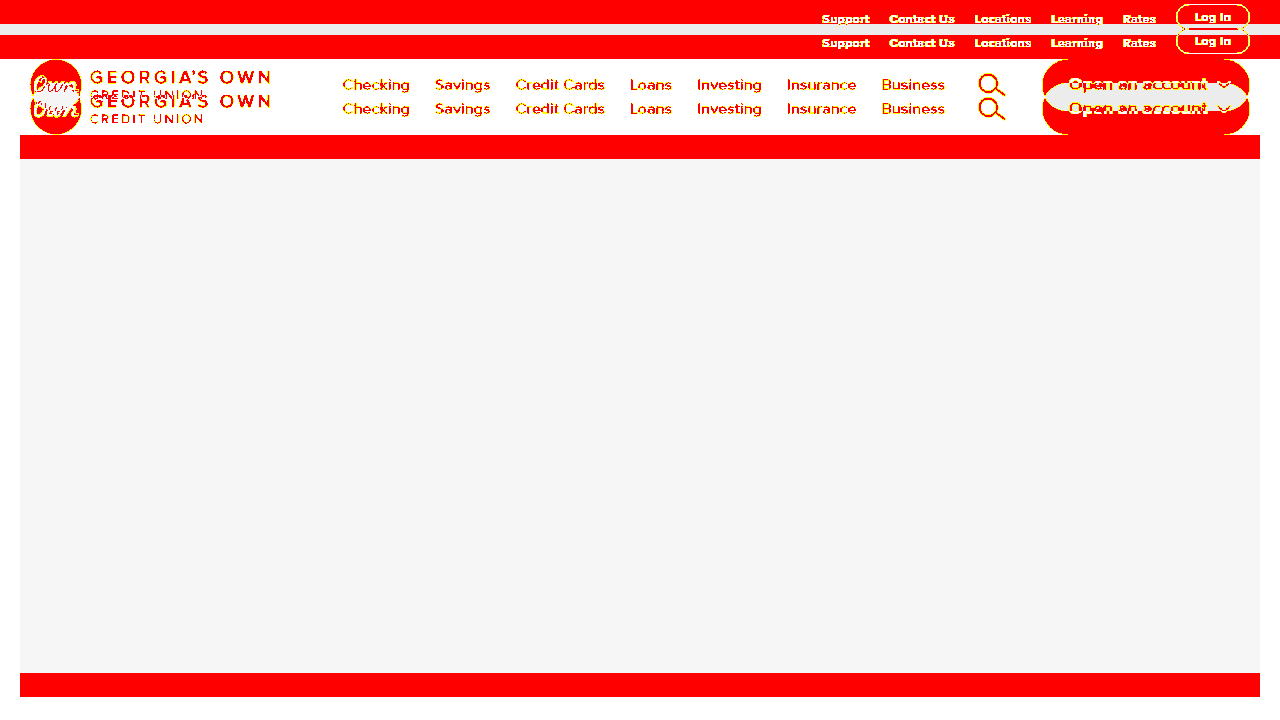 Support Contact Us Locations Learning Rates Log In
Support Contact Us Locations Learning Rates Log In
Own GEORGIA'S OWN Checking Savings Credit Cards Loans Investing Insurance Business Open an account
CREDIT UNION
Own GEORGIA'S OWN Checking Savings Credit Cards Loans Investing Insurance Business Open an account
CREDIT UNION